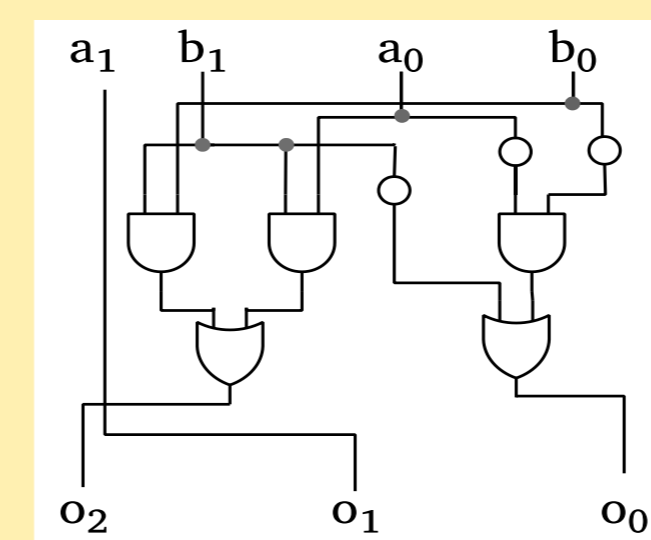 a₁ b₁ a₀ b₀
o₂ o₁ o₀